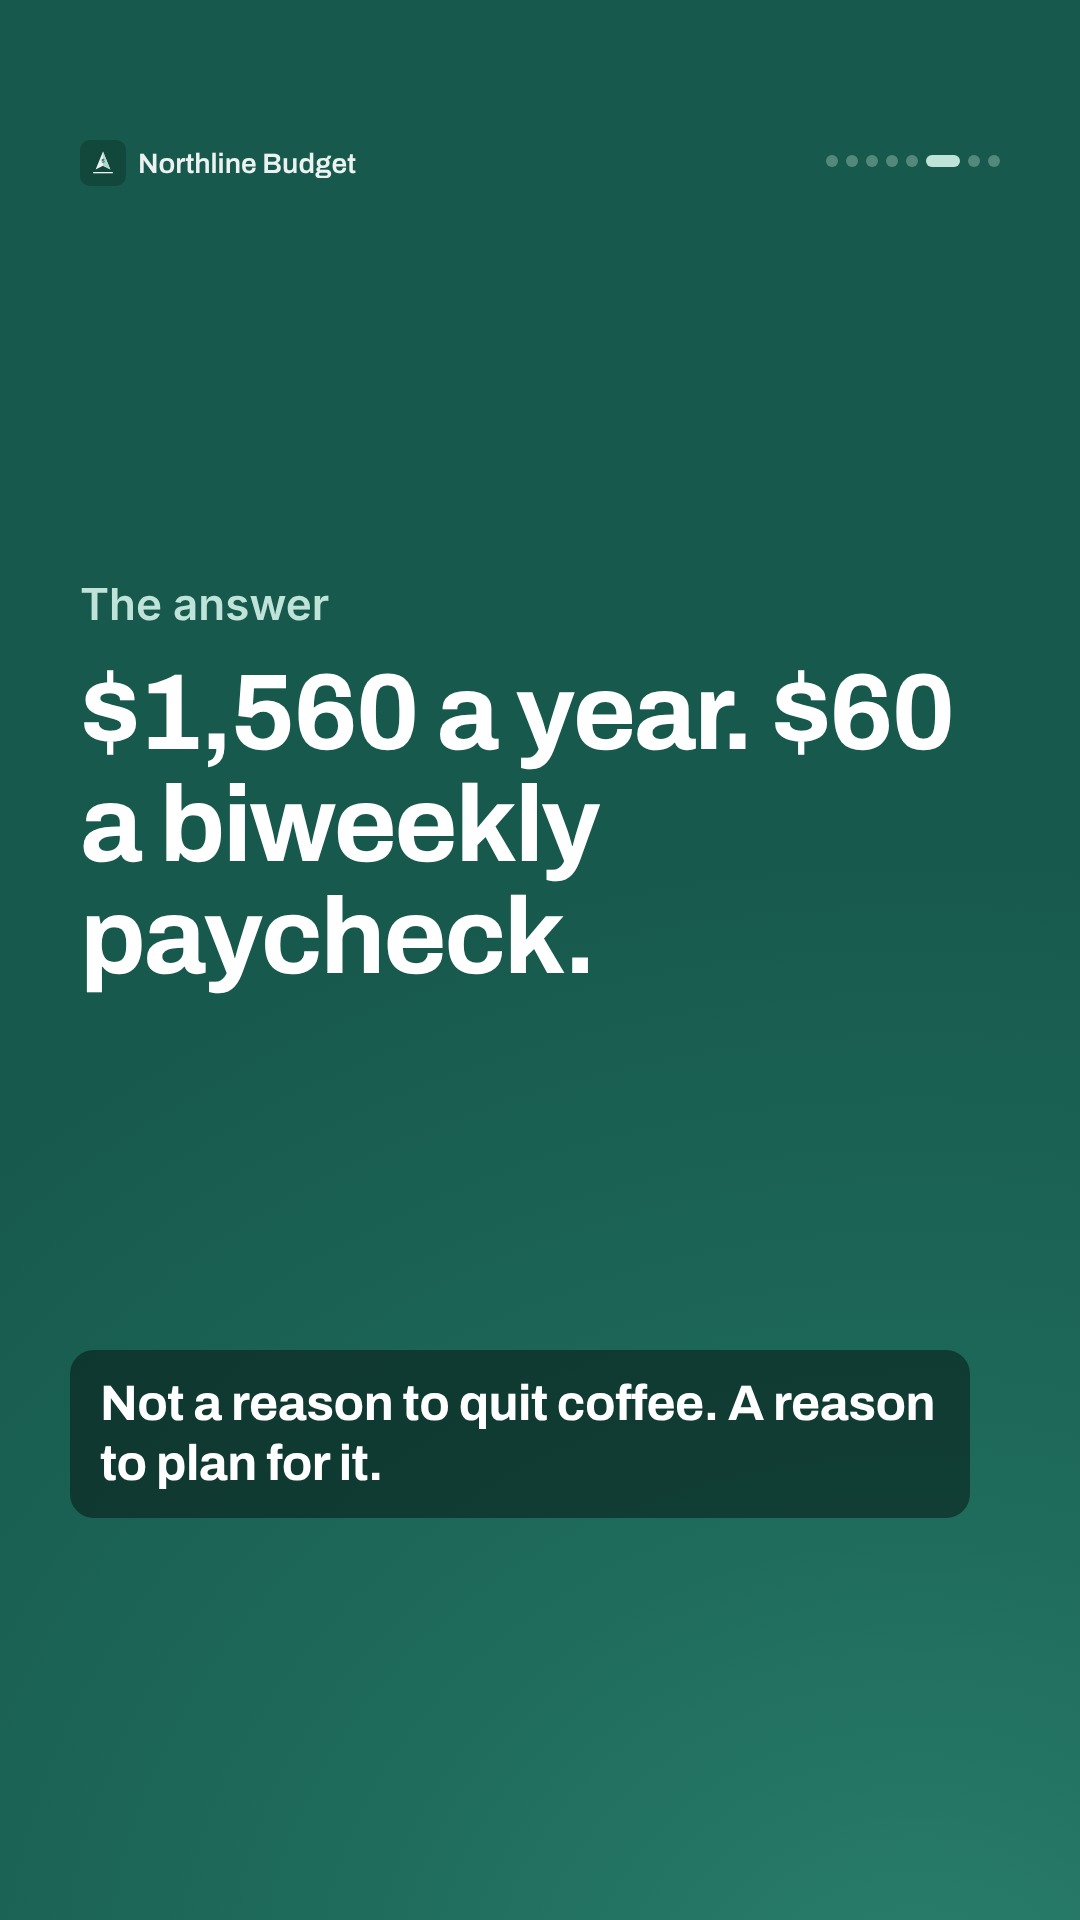 Northline Budget
The answer
$1,560 a year. $60
a biweekly
paycheck.
Not a reason to quit coffee. A reason
to plan for it.